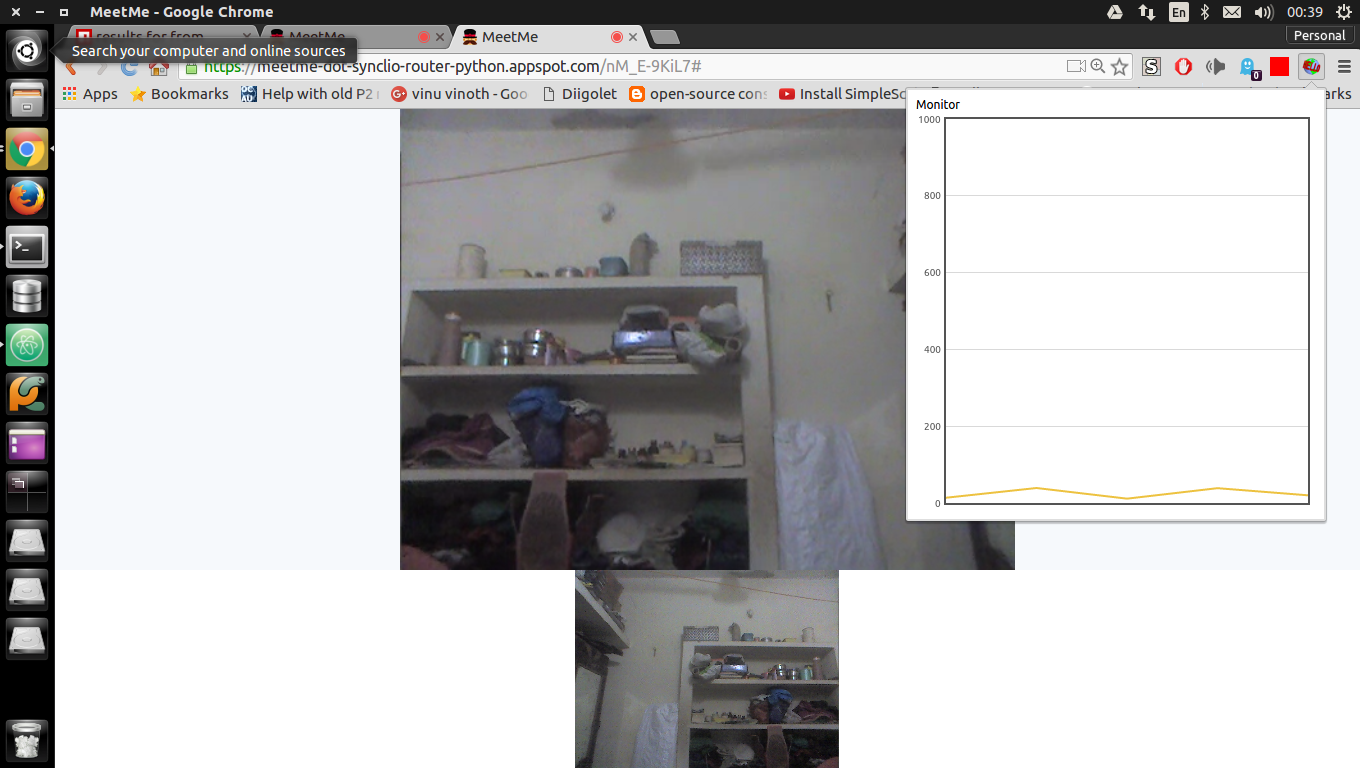 MeetMe - Google Chrome
En
00:39
results for from
MeetMe
MeetMe
Personal
Search your computer and online sources
https://meetme-dot-synclio-router-python.appspot.com/nM_E-9KiL7#
S
0
Apps
Bookmarks
Help with old P2
vinu vinoth - Goo
Diigolet
open-source cons
Install SimpleSc
Monitor
1000
800
600
400
200
0